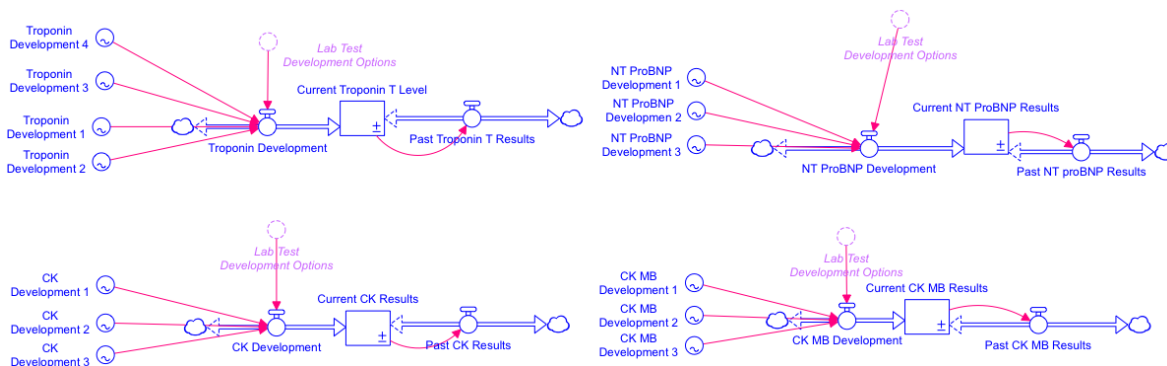 Troponin
Development 4
Troponin
Development 3
Troponin
Development 1
Troponin
Development 2
Lab Test
Development Options
Current Troponin T Level
±
Troponin Development
Past Troponin T Results
NT ProBNP
Development 1
NT ProBNP
Developmen 2
NT ProBNP
Development 3
Lab Test
Development Options
Current NT ProBNP Results
±
NT ProBNP Development
Past NT proBNP Results
CK
Development 1
CK
Development 2
CK
Development 3
Lab Test
Development Options
Current CK Results
±
CK Development
Past CK Results
CK MB
Development 1
CK MB
Development 2
CK MB
Development 3
Lab Test
Development Options
Current CK MB Results
±
CK MB Development
Past CK MB Results